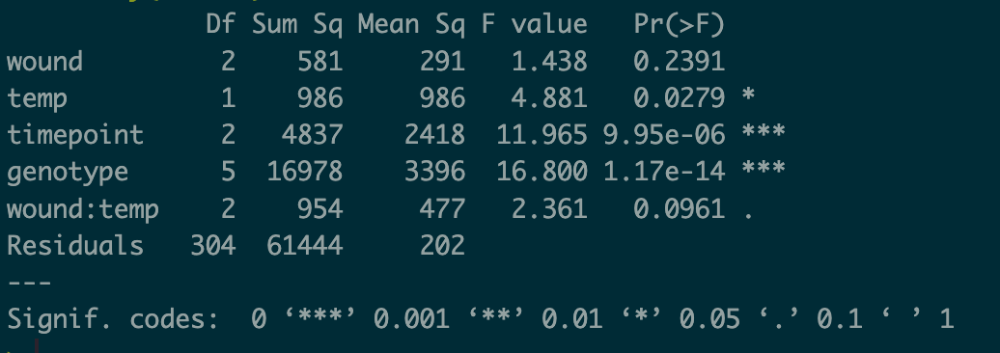 Df Sum Sq Mean Sq F value   Pr(>F)
wound        2    581     291   1.438   0.2391
temp         1    986     986   4.881   0.0279 *
timepoint    2   4837    2418  11.965 9.95e-06 ***
genotype     5  16978    3396  16.800 1.17e-14 ***
wound:temp   2    954     477   2.361   0.0961 .
Residuals  304  61444     202
---
Signif. codes:  0 ‘***’ 0.001 ‘**’ 0.01 ‘*’ 0.05 ‘.’ 0.1 ‘ ’ 1